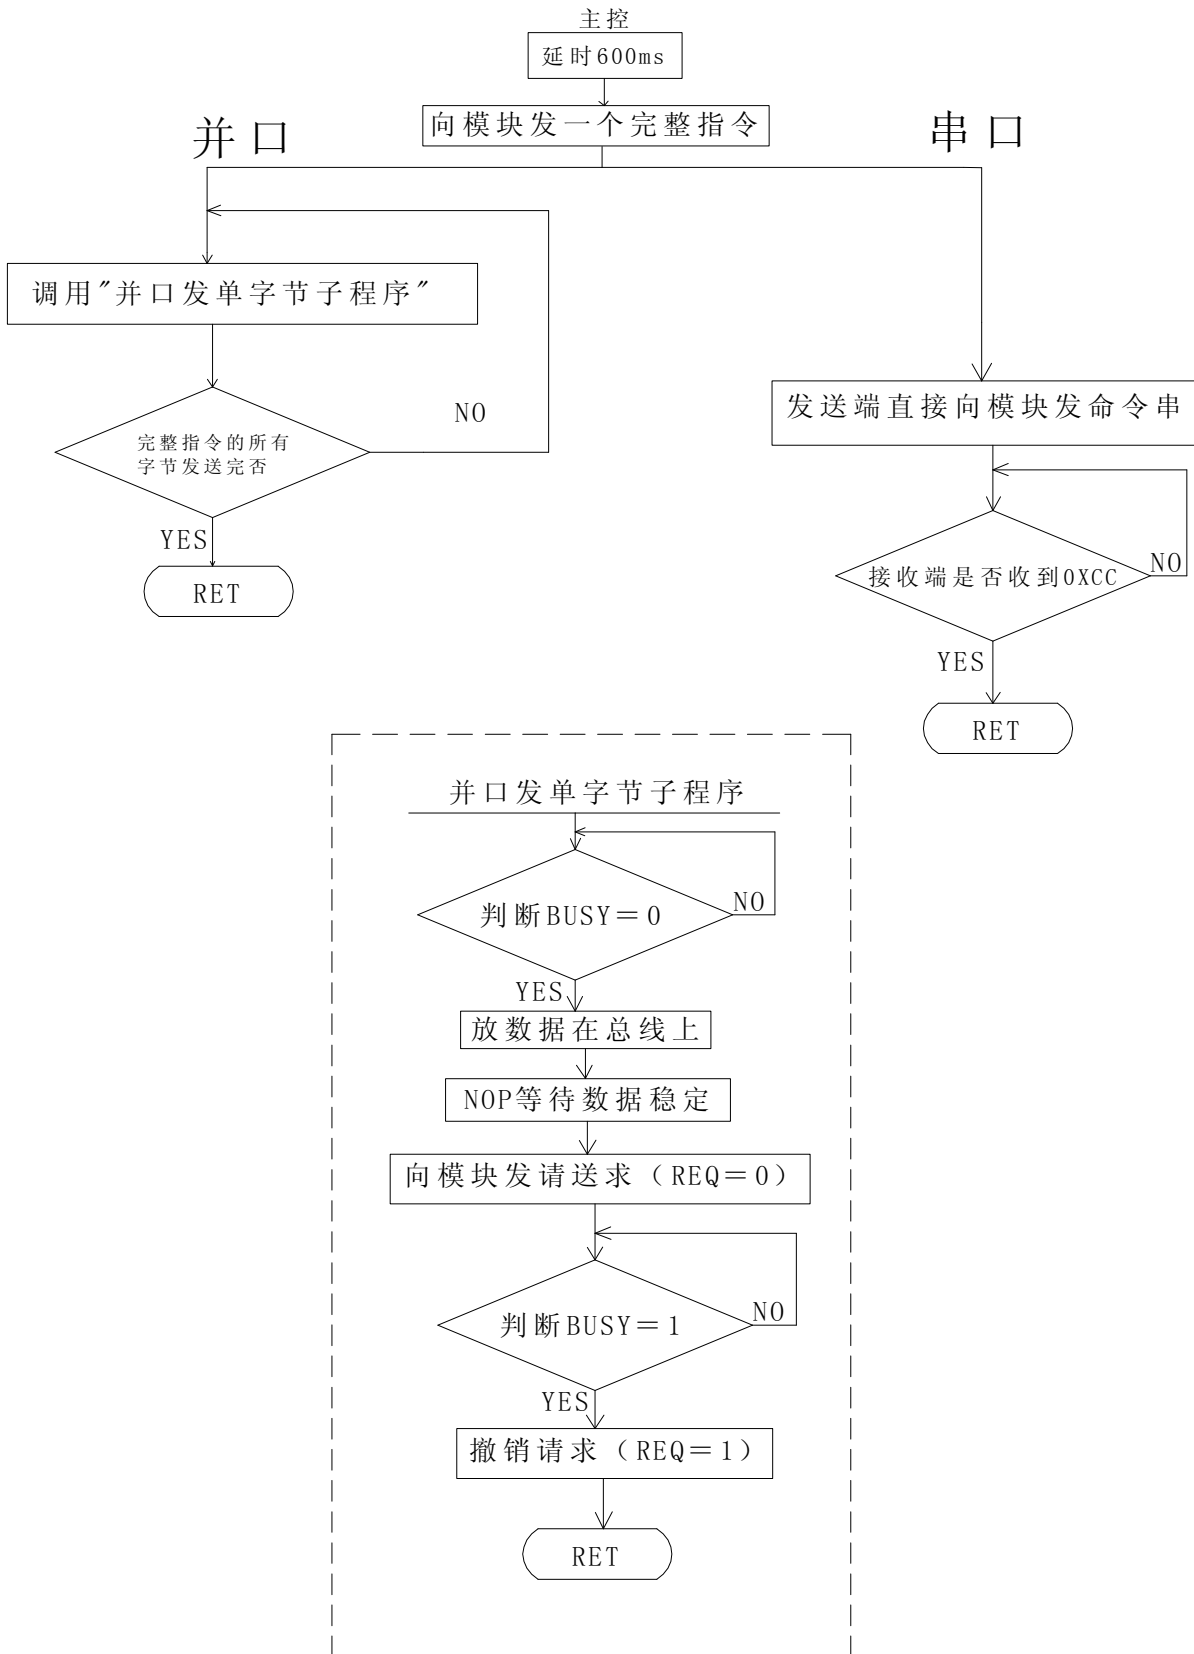 主控
延时600ms
向模块发一个完整指令
并口
串口
调用"并口发单字节子程序"
完整指令的所有
字节发送完否
NO
YES
RET
发送端直接向模块发命令串
接收端是否收到0XCC
NO
YES
RET
并口发单字节子程序
判断BUSY=0
NO
YES
放数据在总线上
NOP等待数据稳定
向模块发请送求（REQ=0）
判断BUSY=1
NO
YES
撤销请求（REQ=1）
RET